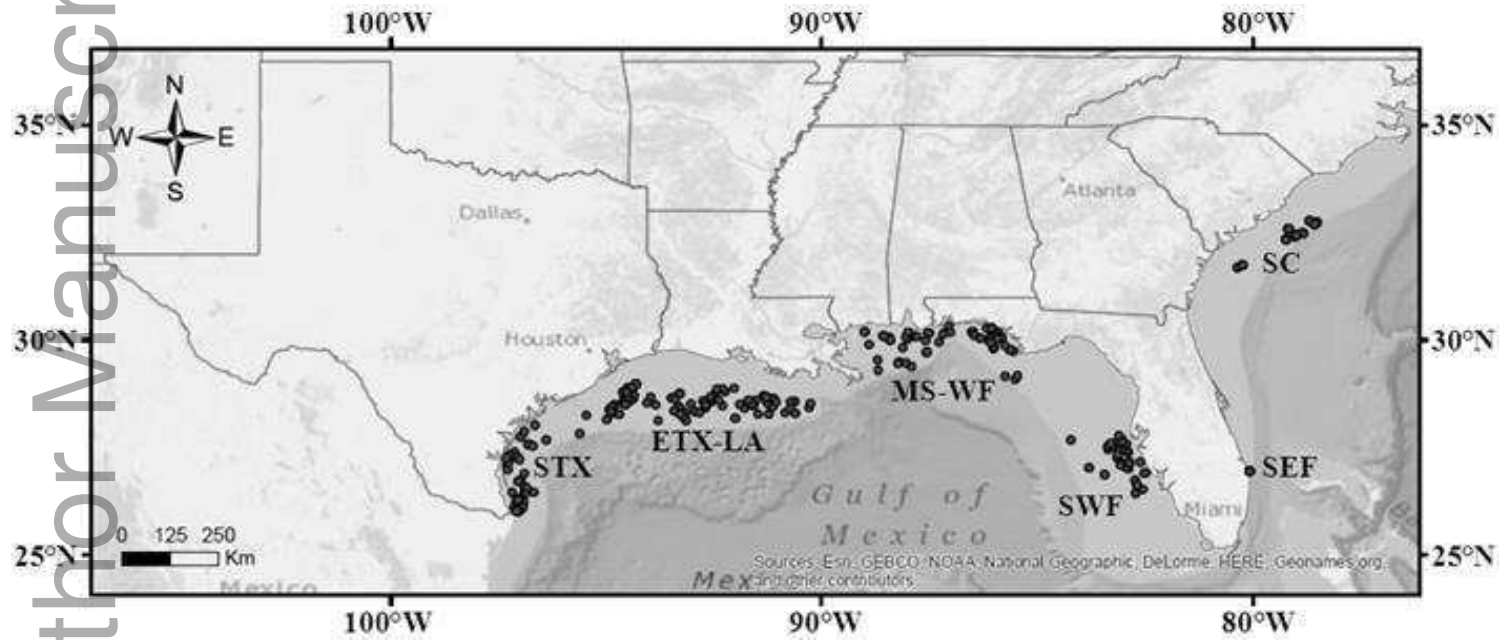 100°W 90°W 80°W
thor Manuscr
N
35°N W E 35°N
S
Atlanta
Dallas
SC
30°N Houston 30°N
MS-WF
ETX-LA
STX SEF
Gulf of
SWF
Miami
Mexico
0 125 250
Km
25°N 25°N
Sources: Esri, GEBCO, NOAA, National Geographic, DeLorme, HERE, Geonames.org,
and other contributors
Mexico Mex
100°W 90°W 80°W